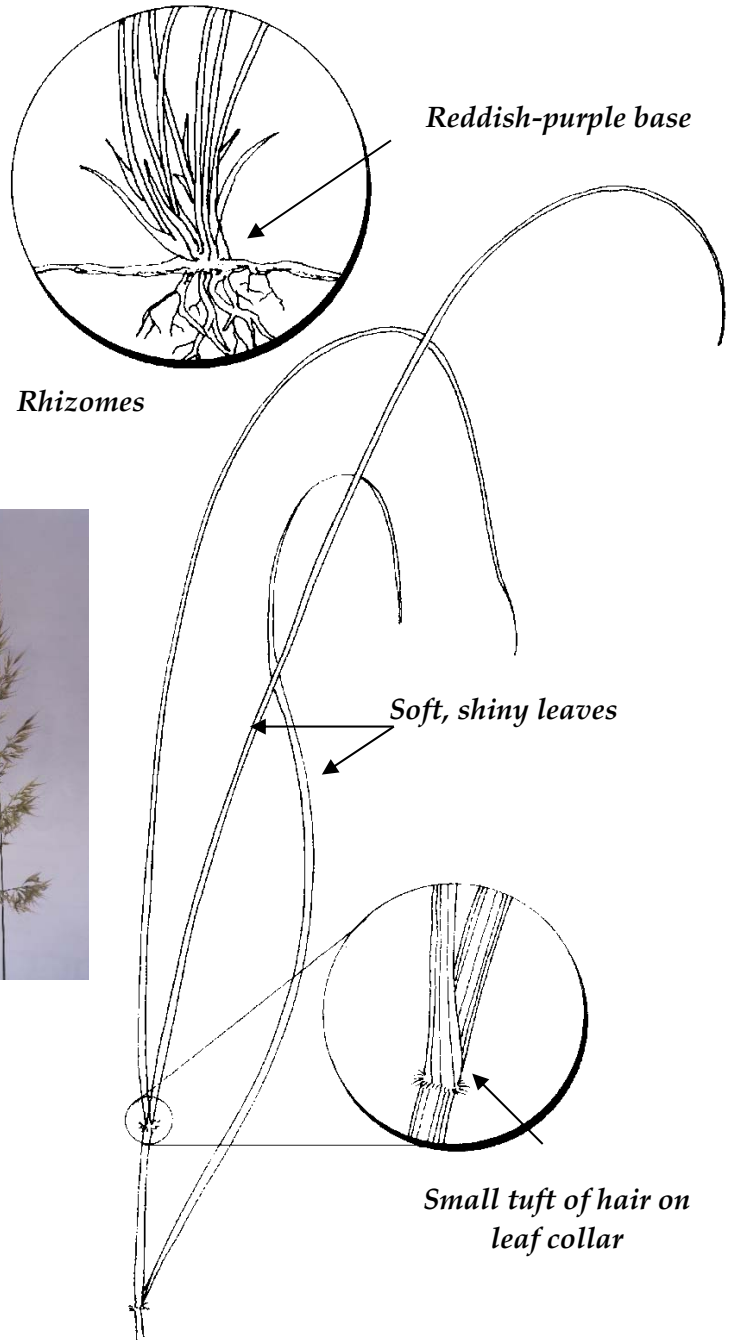 Reddish-purple base
Rhizomes
Soft, shiny leaves
Small tuft of hair on
leaf collar